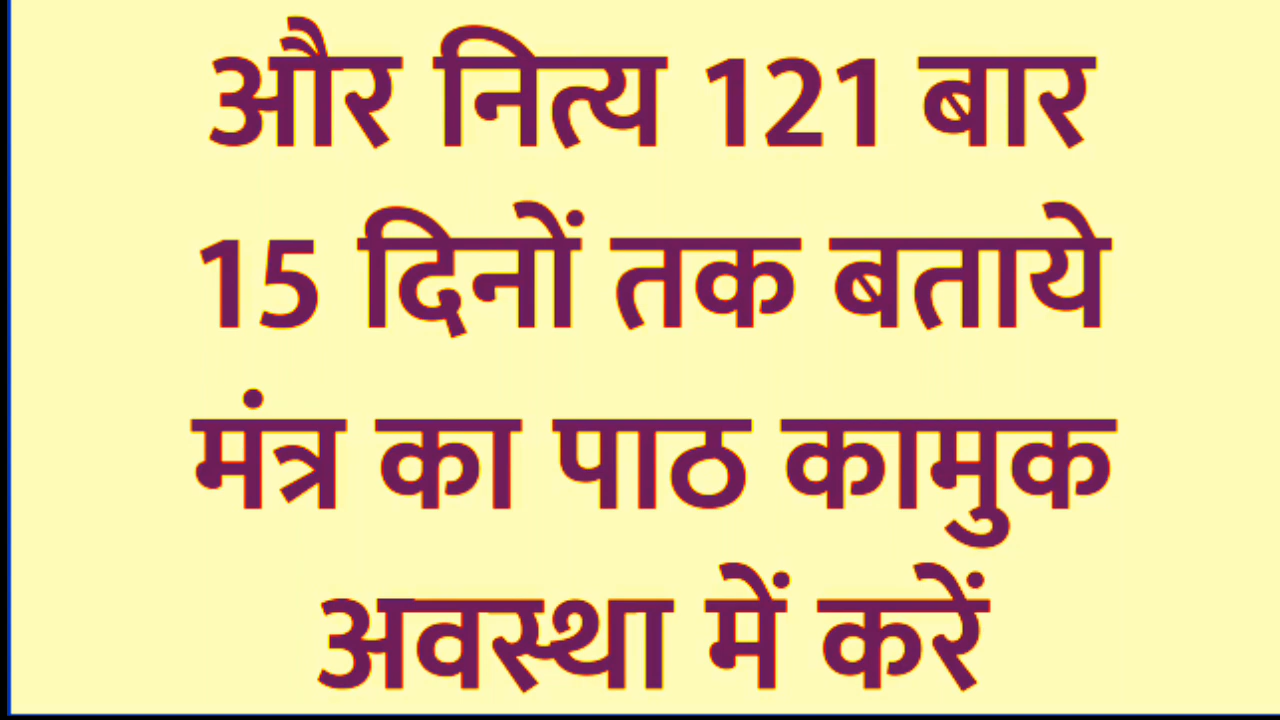 और नित्य 121 बार
15 दिनों तक बताये
मंत्र का पाठ कामुक
अवस्था में करें